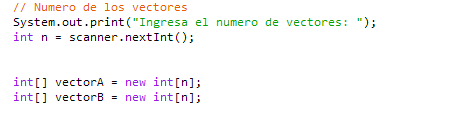 // Numero de los vectores
System.out.print("Ingresa el numero de vectores: ");
int n = scanner.nextInt();
int[] vectorA = new int[n];
int[] vectorB = new int[n];